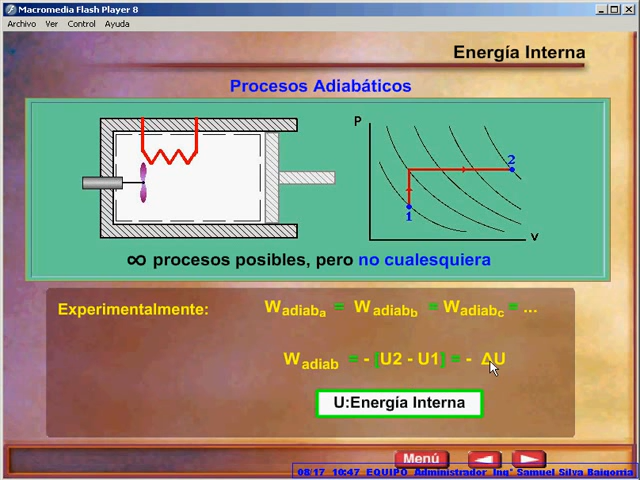 Macromedia Flash Player 8
Archivo Ver Control Ayuda
Energía Interna
Procesos Adiabáticos
P
2
1
v
∞ procesos posibles, pero no cualesquiera
Experimentalmente: Wadiaba = Wadiabb = Wadiabc = ...
Wadiab = - [U2 - U1] = - ΔU
U:Energía Interna
Menú
08/17 10:47 EQUIPO Administrador Ingº Samuel Silva Baigorria